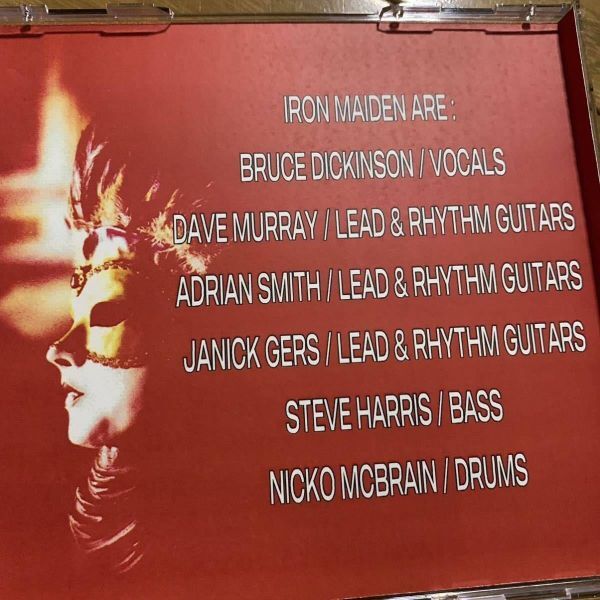 IRON MAIDEN ARE :
BRUCE DICKINSON / VOCALS
DAVE MURRAY / LEAD & RHYTHM GUITARS
ADRIAN SMITH / LEAD & RHYTHM GUITARS
JANICK GERS / LEAD & RHYTHM GUITARS
STEVE HARRIS / BASS
NICKO MCBRAIN / DRUMS